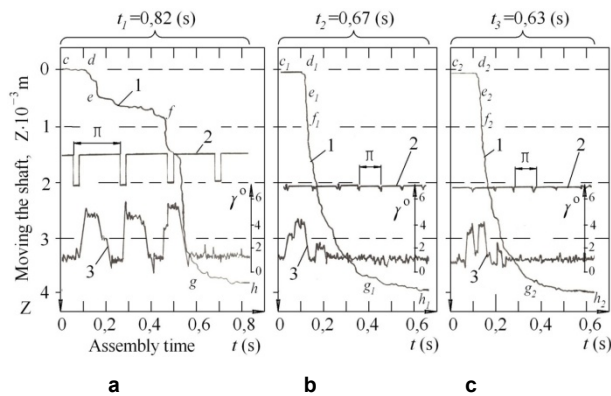 t₁=0,82 (s) t₂=0,67 (s) t₃=0,63 (s)
c d c₁ d₁ c₂ d₂
0
e 1 f e₁ e₂
f₁ f₂
1
π 2 1 π 2 1 π 2
2
γ° 6 γ° 6 γ° 6
4 4 4
3 2 2 2
3 3 3
0 0 0
g h g₁ h₁ g₂ h₂
4
Z
Moving the shaft, Z·10⁻³ m
0 0,2 0,4 0,6 0,8 0 0,2 0,4 0,6 0 0,2 0,4 0,6
Assembly time t (s) t (s) t (s)
a b c